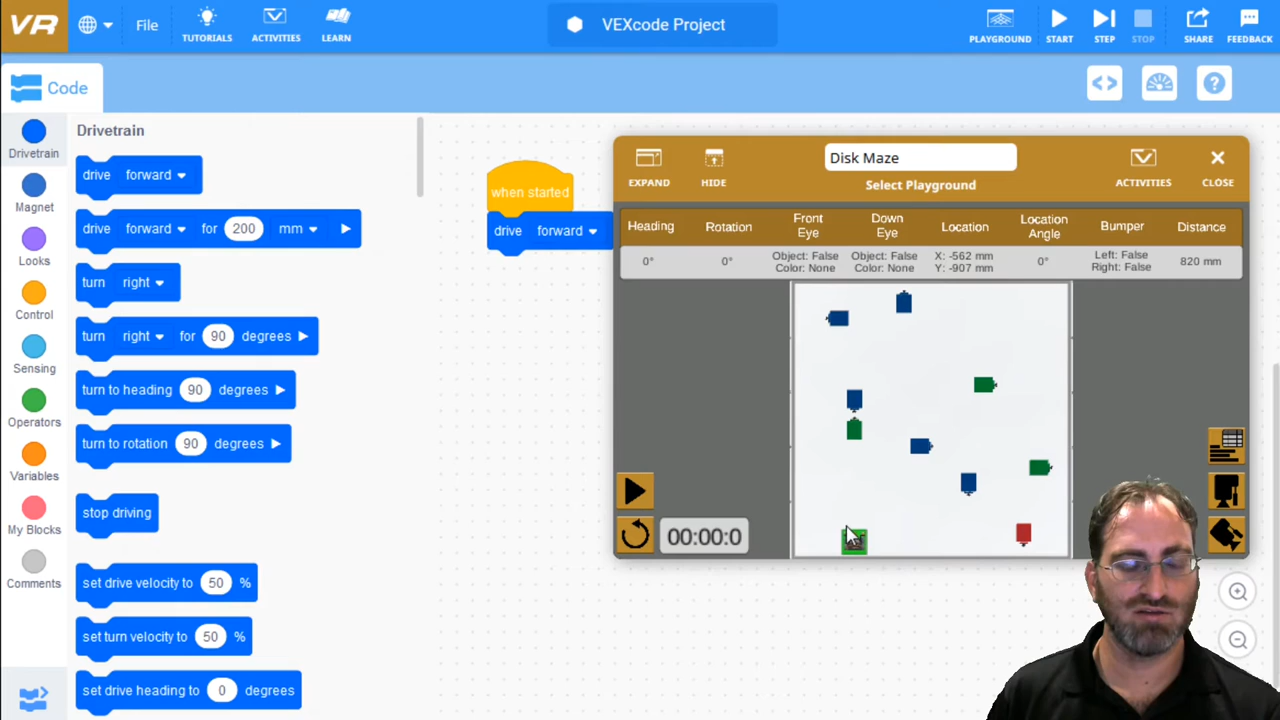 VR
File
TUTORIALS
ACTIVITIES
LEARN
VEXcode Project
PLAYGROUND
START
STEP
STOP
SHARE
FEEDBACK
Code
Drivetrain
Magnet
Looks
Control
Sensing
Operators
Variables
My Blocks
Comments
Drivetrain
drive forward
drive forward for 200 mm
turn right
turn right for 90 degrees
turn to heading 90 degrees
turn to rotation 90 degrees
stop driving
set drive velocity to 50 %
set turn velocity to 50 %
set drive heading to 0 degrees
when started
drive forward
EXPAND
HIDE
Disk Maze
Select Playground
ACTIVITIES
CLOSE
Heading Rotation Front Eye Down Eye Location Location Angle Bumper Distance
0° 0° Object: False Object: False X: -562 mm 0° Left: False 820 mm
Color: None Color: None Y: -907 mm Right: False
00:00:0